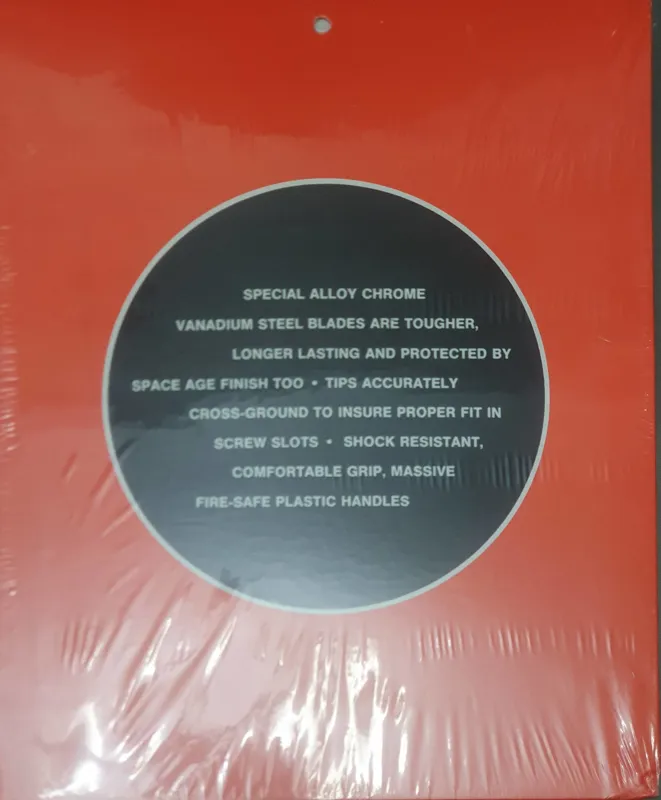 SPECIAL ALLOY CHROME
VANADIUM STEEL BLADES ARE TOUGHER,
LONGER LASTING AND PROTECTED BY
SPACE AGE FINISH TOO • TIPS ACCURATELY
CROSS-GROUND TO INSURE PROPER FIT IN
SCREW SLOTS • SHOCK RESISTANT,
COMFORTABLE GRIP, MASSIVE
FIRE-SAFE PLASTIC HANDLES